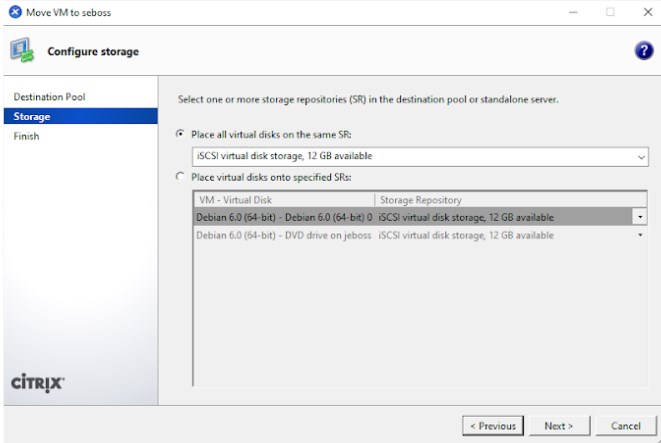 Move VM to seboss
Configure storage
?
Destination Pool
Storage
Finish
Select one or more storage repositories (SR) in the destination pool or standalone server.
Place all virtual disks on the same SR:
iSCSI virtual disk storage, 12 GB available
Place virtual disks onto specified SRs:
VM - Virtual Disk Storage Repository
Debian 6.0 (64-bit) - Debian 6.0 (64-bit) 0 iSCSI virtual disk storage, 12 GB available
Debian 6.0 (64-bit) - DVD drive on jeboss iSCSI virtual disk storage, 12 GB available
CİTRIX
< Previous Next > Cancel